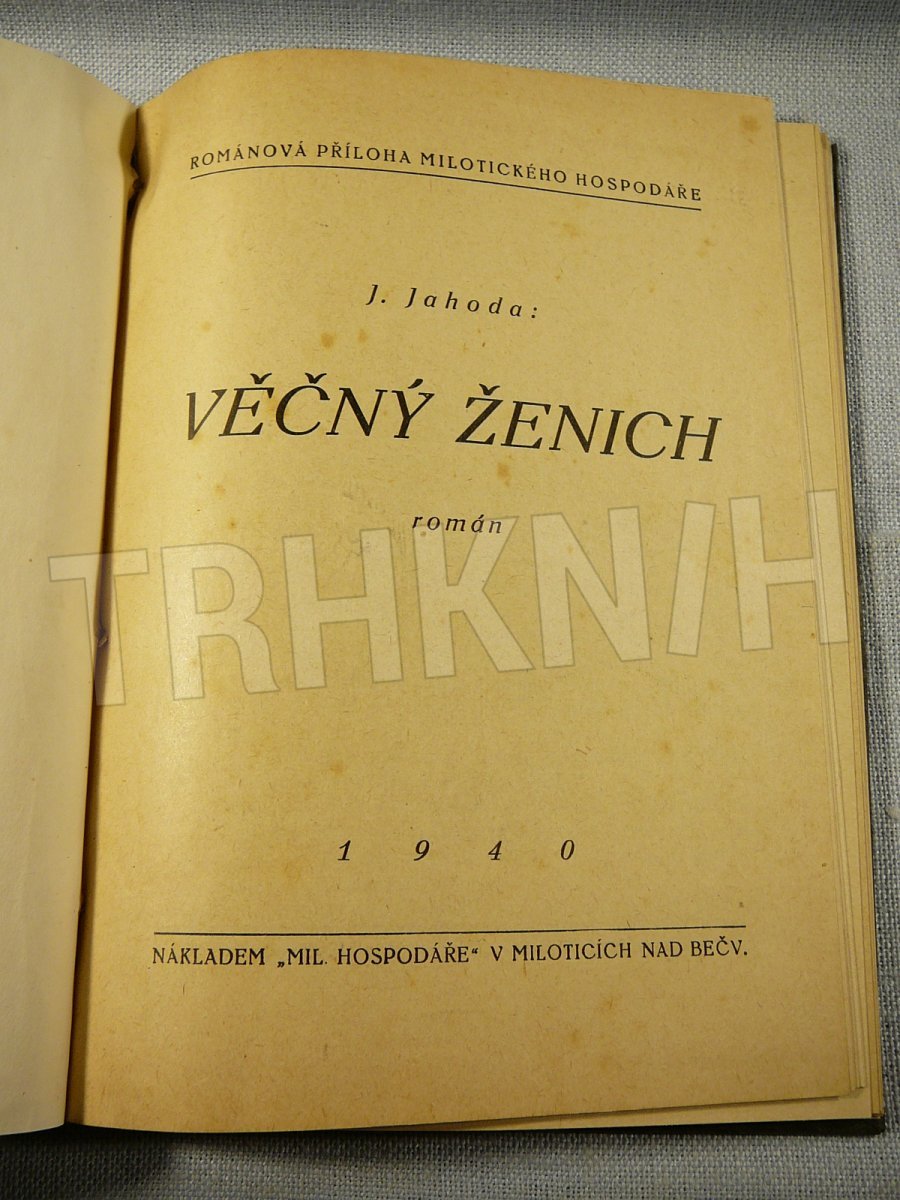 ROMÁNOVÁ PŘÍLOHA MILOTICKÉHO HOSPODÁŘE
J. Jahoda:
VĚČNÝ ŽENICH
román
TRHKNIH
1 9 4 0
NÁKLADEM „MIL. HOSPODÁŘE“ V MILOTICÍCH NAD BEČV.